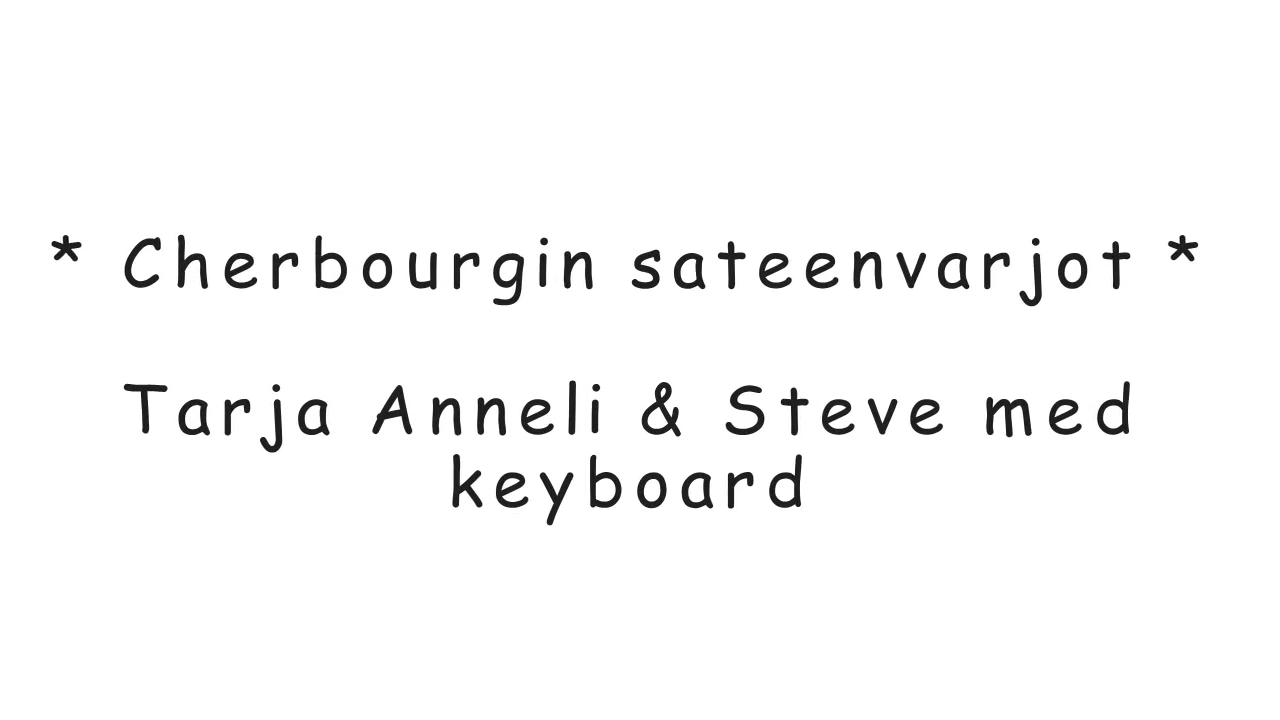 * Cherbourgin sateenvarjot *
Tarja Anneli & Steve med
keyboard